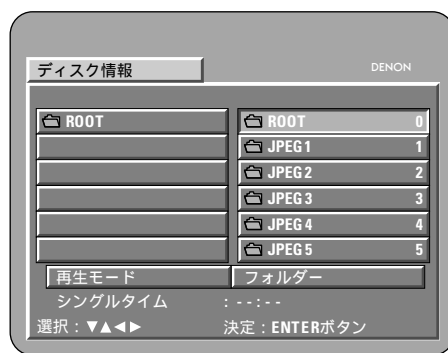 ディスク情報 DENON
ROOT ROOT 0
JPEG1 1
JPEG2 2
JPEG3 3
JPEG4 4
JPEG5 5
再生モード フォルダー
シングルタイム :--:--
選択:▼▲◀▶ 決定:ENTERボタン